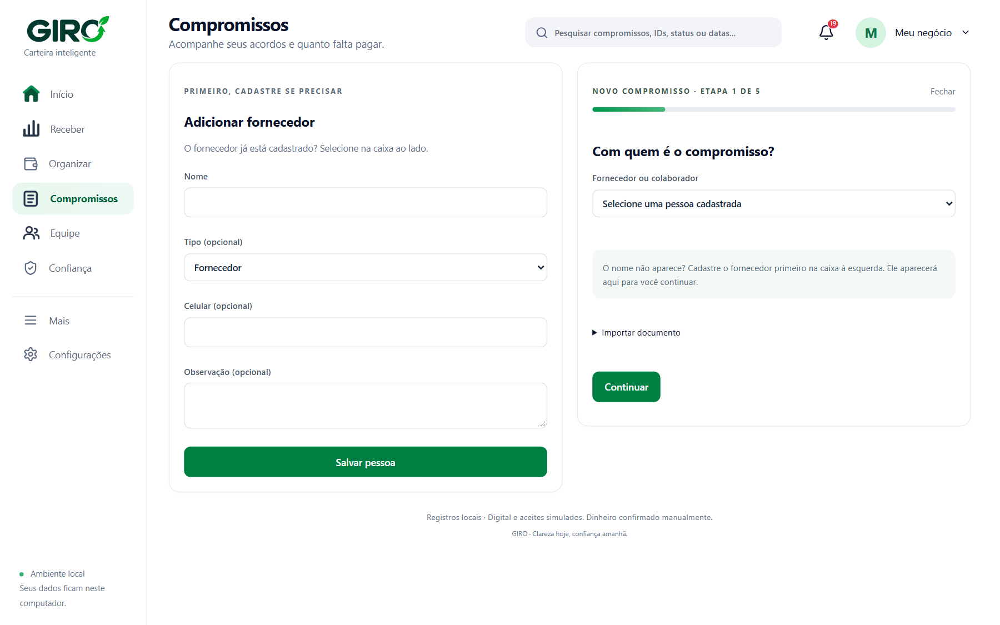 GIRO
Carteira inteligente
Início
Receber
Organizar
Compromissos
Equipe
Confiança
Mais
Configurações
Ambiente local
Seus dados ficam neste
computador.
Compromissos
Acompanhe seus acordos e quanto falta pagar.
Pesquisar compromissos, IDs, status ou datas...
19
M
Meu negócio
PRIMEIRO, CADASTRE SE PRECISAR
Adicionar fornecedor
O fornecedor já está cadastrado? Selecione na caixa ao lado.
Nome
Tipo (opcional)
Fornecedor
Celular (opcional)
Observação (opcional)
Salvar pessoa
NOVO COMPROMISSO · ETAPA 1 DE 5
Fechar
Com quem é o compromisso?
Fornecedor ou colaborador
Selecione uma pessoa cadastrada
O nome não aparece? Cadastre o fornecedor primeiro na caixa à esquerda. Ele aparecerá
aqui para você continuar.
Importar documento
Continuar
Registros locais · Digital e aceites simulados. Dinheiro confirmado manualmente.
GIRO · Clareza hoje, confiança amanhã.